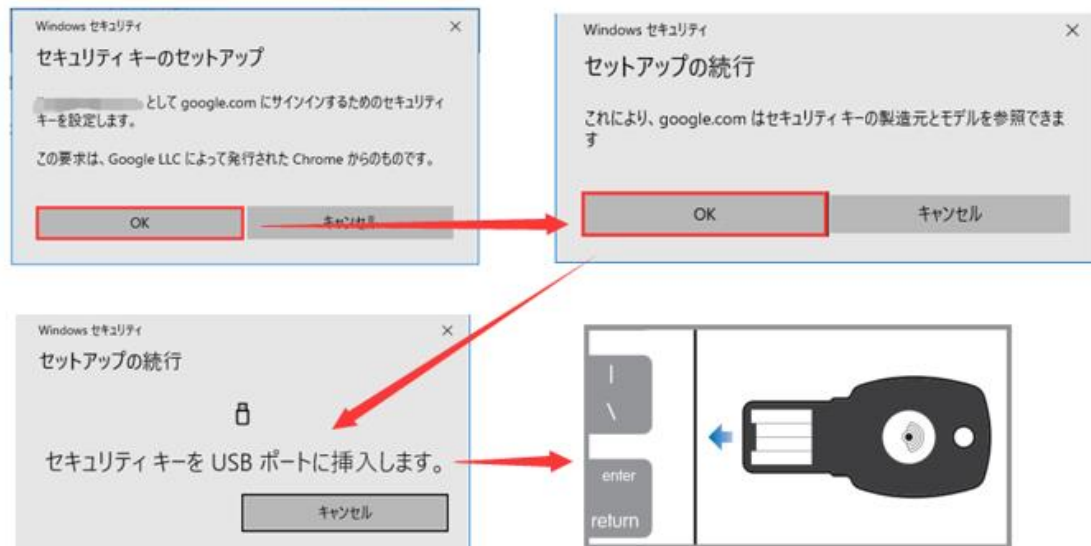 Windows セキュリティ
セキュリティ キーのセットアップ
として google.com にサインインするためのセキュリティ
キーを設定します。
この要求は、Google LLC によって発行された Chrome からのものです。
OK
キャンセル
Windows セキュリティ
セットアップの続行
これにより、google.com はセキュリティ キーの製造元とモデルを参照できま
す
OK
キャンセル
Windows セキュリティ
セットアップの続行
セキュリティ キーを USB ポートに挿入します。
キャンセル
|
\
enter
return